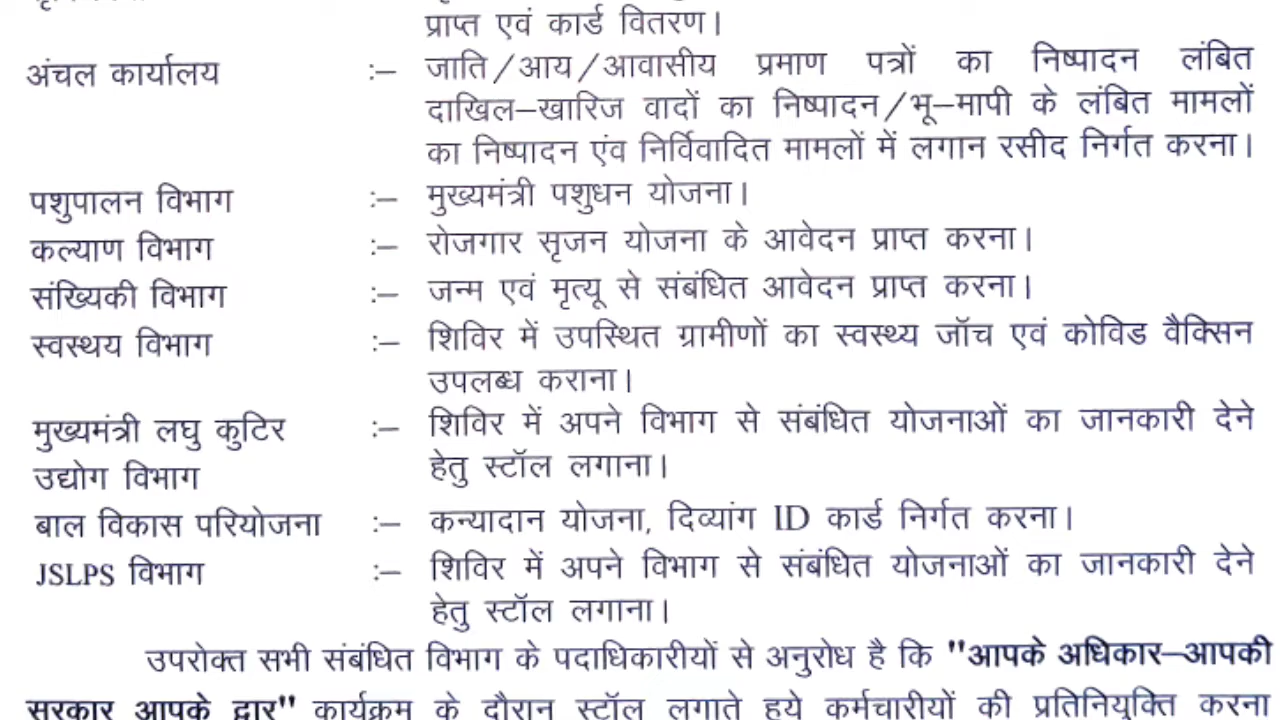 प्राप्त एवं कार्ड वितरण।
अंचल कार्यालय :– जाति/आय/आवासीय प्रमाण पत्रों का निष्पादन लंबित
दाखिल–खारिज वादों का निष्पादन/भू–मापी के लंबित मामलों
का निष्पादन एंव निर्विवादित मामलों में लगान रसीद निर्गत करना।
पशुपालन विभाग :– मुख्यमंत्री पशुधन योजना।
कल्याण विभाग :– रोजगार सृजन योजना के आवेदन प्राप्त करना।
संख्यिकी विभाग :– जन्म एवं मृत्यू से संबंधित आवेदन प्राप्त करना।
स्वस्थय विभाग :– शिविर में उपस्थित ग्रामीणों का स्वस्थ्य जॉच एवं कोविड वैक्सिन
उपलब्ध कराना।
मुख्यमंत्री लघु कुटिर :– शिविर में अपने विभाग से संबंधित योजनाओं का जानकारी देने
उद्योग विभाग हेतु स्टॉल लगाना।
बाल विकास परियोजना :– कन्यादान योजना, दिव्यांग ID कार्ड निर्गत करना।
JSLPS विभाग :– शिविर में अपने विभाग से संबंधित योजनाओं का जानकारी देने
हेतु स्टॉल लगाना।
उपरोक्त सभी संबंधित विभाग के पदाधिकारीयों से अनुरोध है कि "आपके अधिकार–आपकी
सरकार आपके द्वार" कार्यक्रम के दौरान स्टॉल लगाते हुये कर्मचारीयों की प्रतिनियुक्ति करना